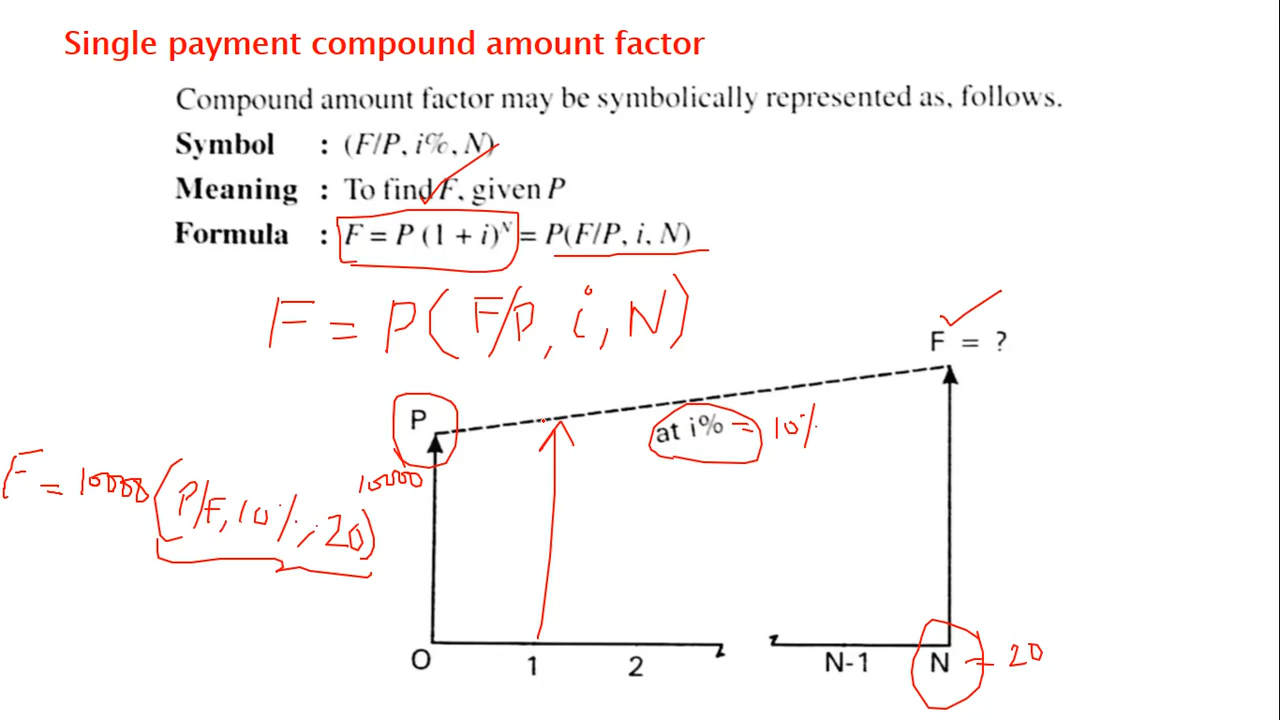 Single payment compound amount factor
Compound amount factor may be symbolically represented as, follows.
Symbol : (F/P, i%, N)
Meaning : To find F, given P
Formula : F = P (1 + i)^N = P(F/P, i, N)
F = P(F/P, i, N)
F = ?
P
at i% = 10%
10000
F = 10000 (P/F, 10%, 20)
O 1 2 N-1 N = 20